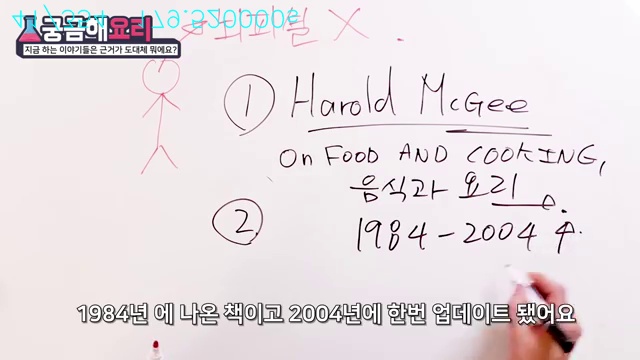 417354 179.5200006
궁금해요리
지금 하는 이야기들은 근거가 도대체 뭐에요?
X.
① Harold McGee
ON FOOD AND COOKING,
음식과 요리
②
1984 - 2004
1984년 에 나온 책이고 2004년에 한번 업데이트 됐어요